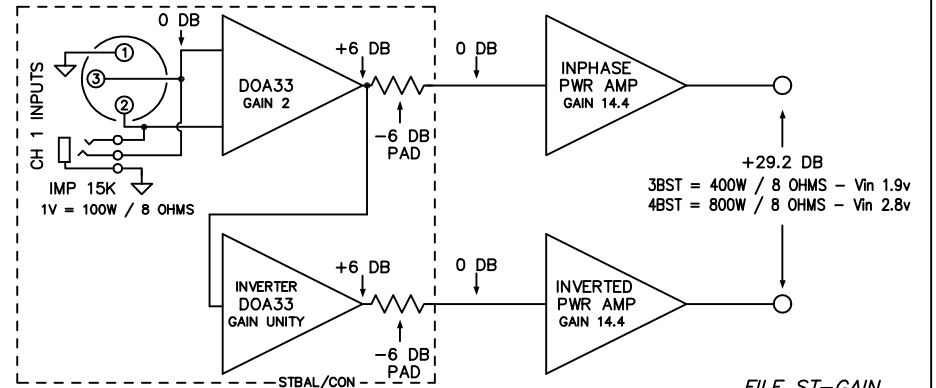 0 DB
1
3
2
CH 1 INPUTS
IMP 15K
1V = 100W / 8 OHMS
DOA33
GAIN 2
+6 DB
-6 DB
PAD
0 DB
INPHASE
PWR AMP
GAIN 14.4
+29.2 DB
3BST = 400W / 8 OHMS - Vin 1.9v
4BST = 800W / 8 OHMS - Vin 2.8v
INVERTER
DOA33
GAIN UNITY
+6 DB
-6 DB
PAD
0 DB
INVERTED
PWR AMP
GAIN 14.4
STBAL/CON
FILE ST-GAIN